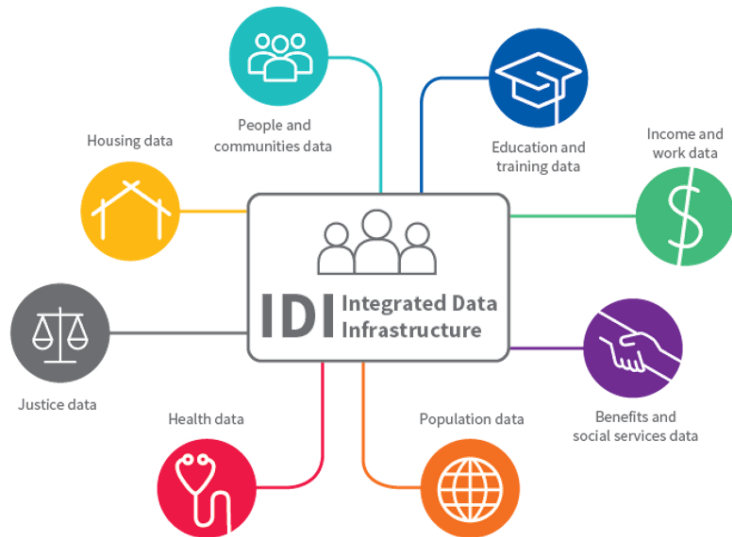 People and
communities data
Education and
training data
Housing data
Income and
work data
IDI
Integrated Data
Infrastructure
Justice data
Health data
Population data
Benefits and
social services data